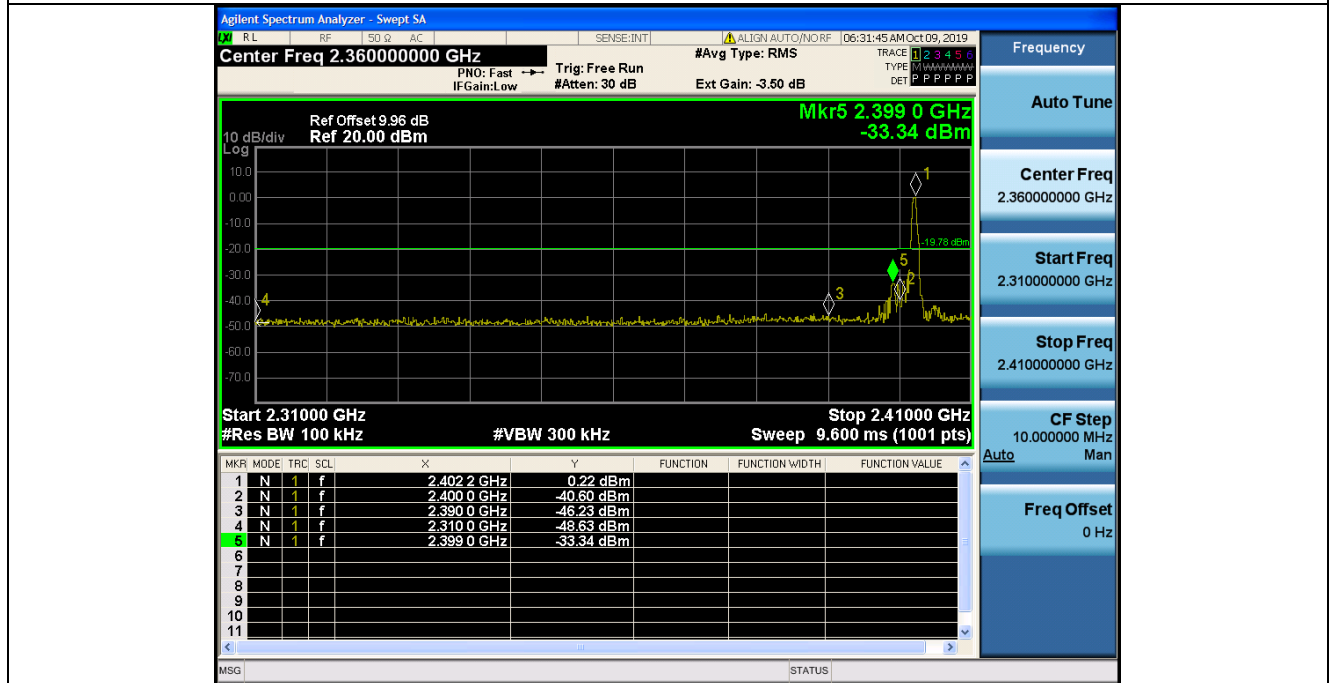 Agilent Spectrum Analyzer - Swept SA
LXI RL RF 50 Ω AC SENSE:INT ALIGN AUTO/NO RF 06:31:45 AM Oct 09, 2019
Center Freq 2.360000000 GHz
PNO: Fast
IFGain:Low
Trig: Free Run
#Atten: 30 dB
#Avg Type: RMS
Ext Gain: -3.50 dB
TRACE 1 2 3 4 5 6
TYPE M WWWWW
DET P P P P P P
Frequency
Auto Tune
Center Freq
2.360000000 GHz
Start Freq
2.310000000 GHz
Stop Freq
2.410000000 GHz
CF Step
10.000000 MHz
Auto Man
Freq Offset
0 Hz
Mkr5 2.399 0 GHz
-33.34 dBm
Ref Offset 9.96 dB
10 dB/div Ref 20.00 dBm
Log
10.0
0.00
-10.0
-20.0
-30.0
-40.0
-50.0
-60.0
-70.0
1
-19.78 dBm
5
2
3
4
Start 2.31000 GHz Stop 2.41000 GHz
#Res BW 100 kHz #VBW 300 kHz Sweep 9.600 ms (1001 pts)
MKR MODE TRC SCL X Y FUNCTION FUNCTION WIDTH FUNCTION VALUE
1 N 1 f 2.402 2 GHz 0.22 dBm
2 N 1 f 2.400 0 GHz -40.60 dBm
3 N 1 f 2.390 0 GHz -46.23 dBm
4 N 1 f 2.310 0 GHz -48.63 dBm
5 N 1 f 2.399 0 GHz -33.34 dBm
6
7
8
9
10
11
MSG STATUS